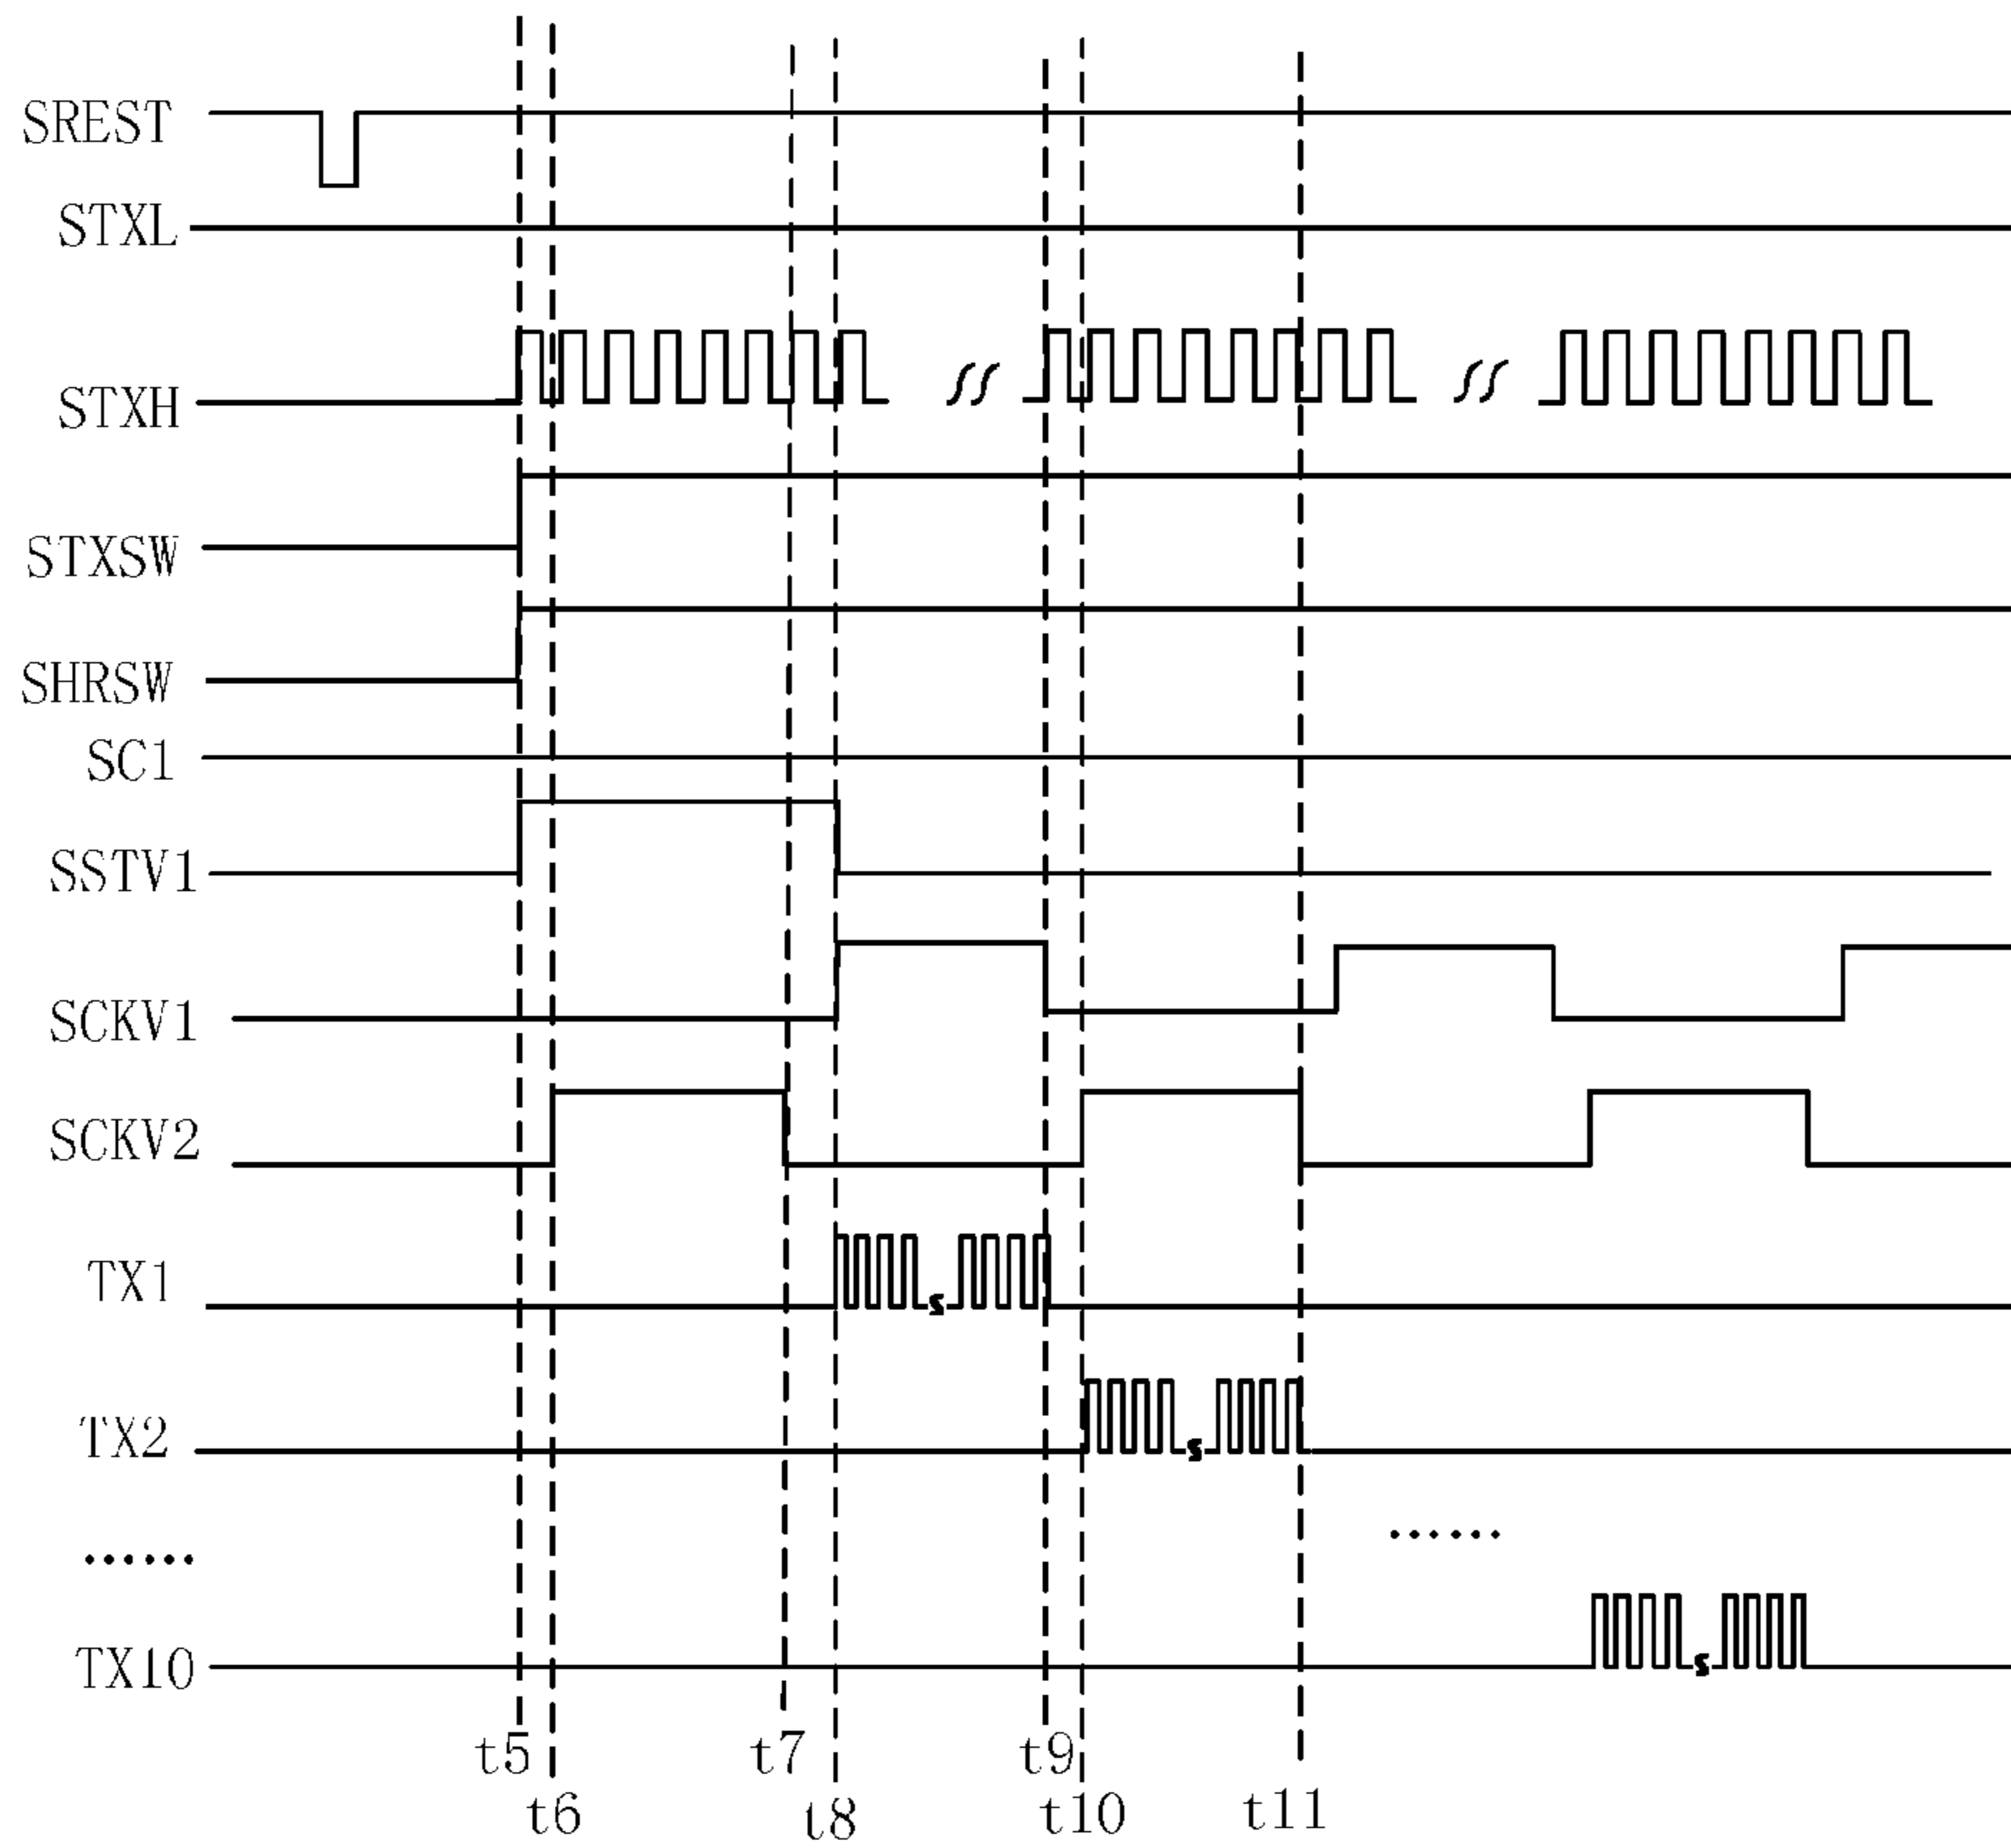 SREST
STXL
STXH
STXSW
SHRSW
SC1
SSTV1
SCKV1
SCKV2
TX1
TX2
......
......
TX10
t5 t7 t9
t6 t8 t10 t11